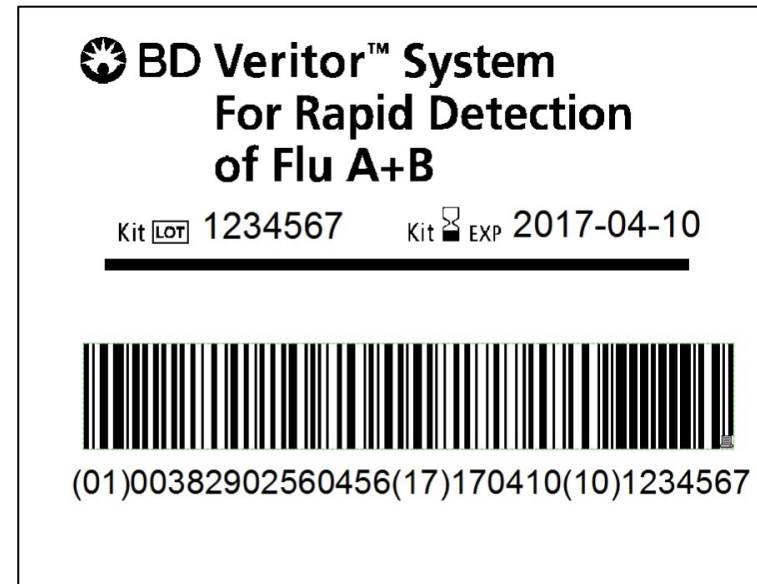 BD Veritor™ System
For Rapid Detection
of Flu A+B
Kit LOT 1234567 Kit EXP 2017-04-10
(01)00382902560456(17)170410(10)1234567